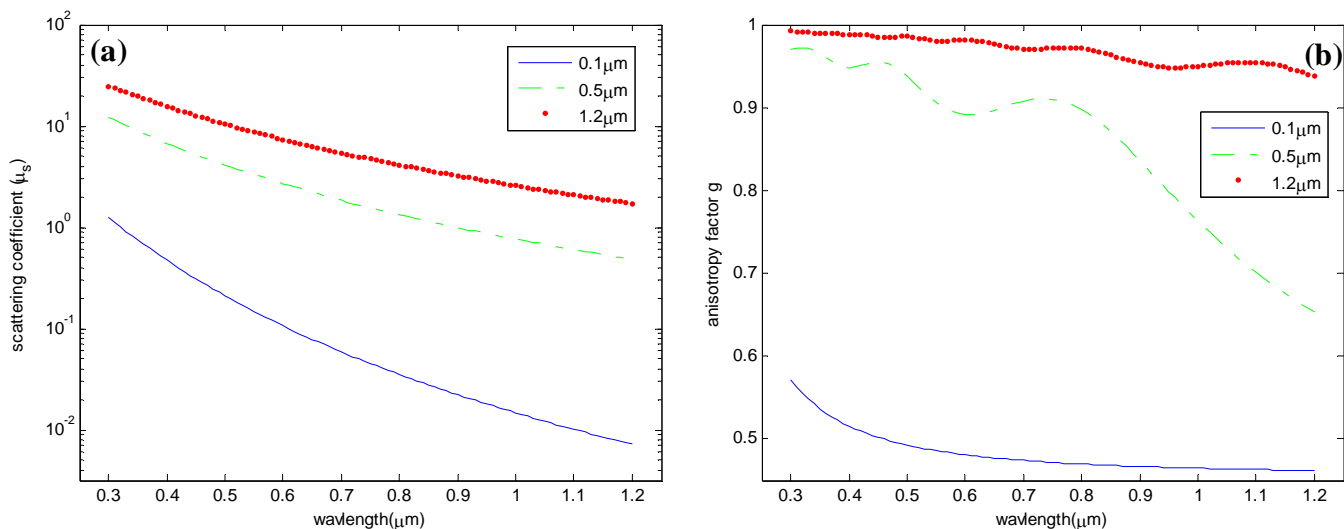 (a)
0.1μm
0.5μm
1.2μm
10²
10¹
10⁰
10⁻¹
10⁻²
scattering coefficient (μs)
0.3 0.4 0.5 0.6 0.7 0.8 0.9 1 1.1 1.2
wavlength(μm)
(b)
0.1μm
0.5μm
1.2μm
1
0.9
0.8
0.7
0.6
0.5
anisotropy factor g
0.3 0.4 0.5 0.6 0.7 0.8 0.9 1 1.1 1.2
wavlength(μm)